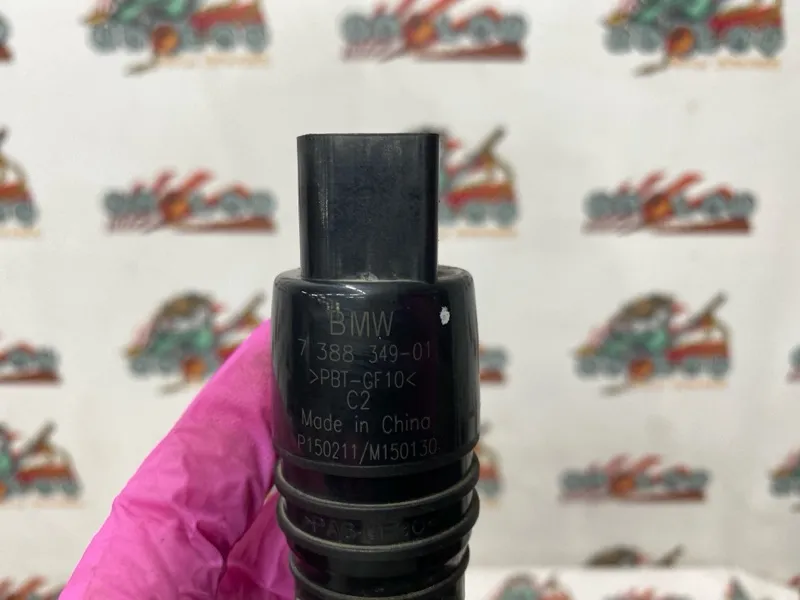 BMW
7 388 349-01
>PBT-GF10<
C2
Made in China
P150211/M150130